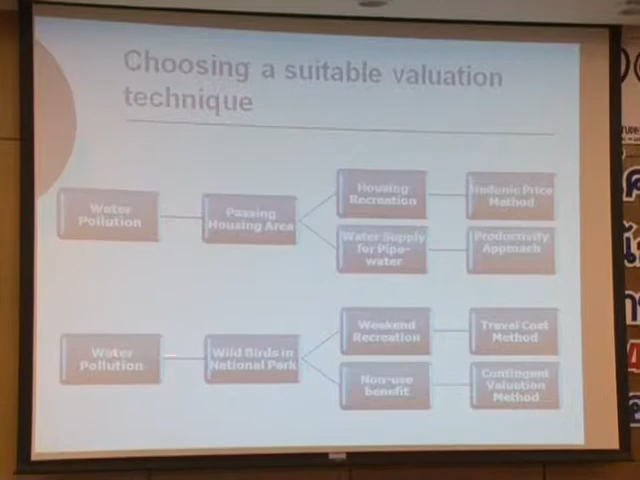 Choosing a suitable valuation
technique
Water
Pollution
Passing
Housing Area
Housing
Recreation
Hedonic Price
Method
Water Supply
for Pipe-
water
Productivity
Approach
Water
Pollution
Wild Birds in
National Park
Weekend
Recreation
Travel Cost
Method
Non-use
benefit
Contingent
Valuation
Method